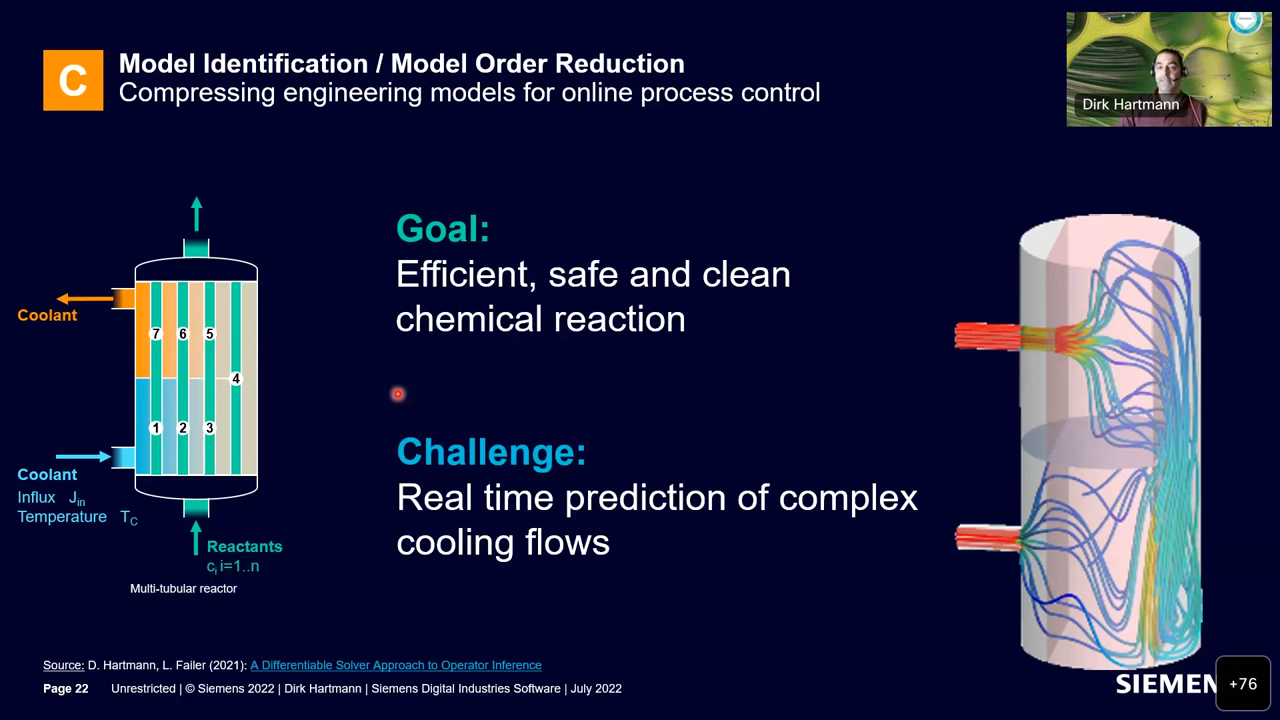 C
Model Identification / Model Order Reduction
Compressing engineering models for online process control
Dirk Hartmann
Goal:
Efficient, safe and clean
chemical reaction
Challenge:
Real time prediction of complex
cooling flows
Coolant
7
6
5
4
1
2
3
Coolant
Influx Jin
Temperature TC
Reactants
ci i=1..n
Multi-tubular reactor
Source: D. Hartmann, L. Failer (2021): A Differentiable Solver Approach to Operator Inference
Page 22 Unrestricted | © Siemens 2022 | Dirk Hartmann | Siemens Digital Industries Software | July 2022
SIEMEN
+76